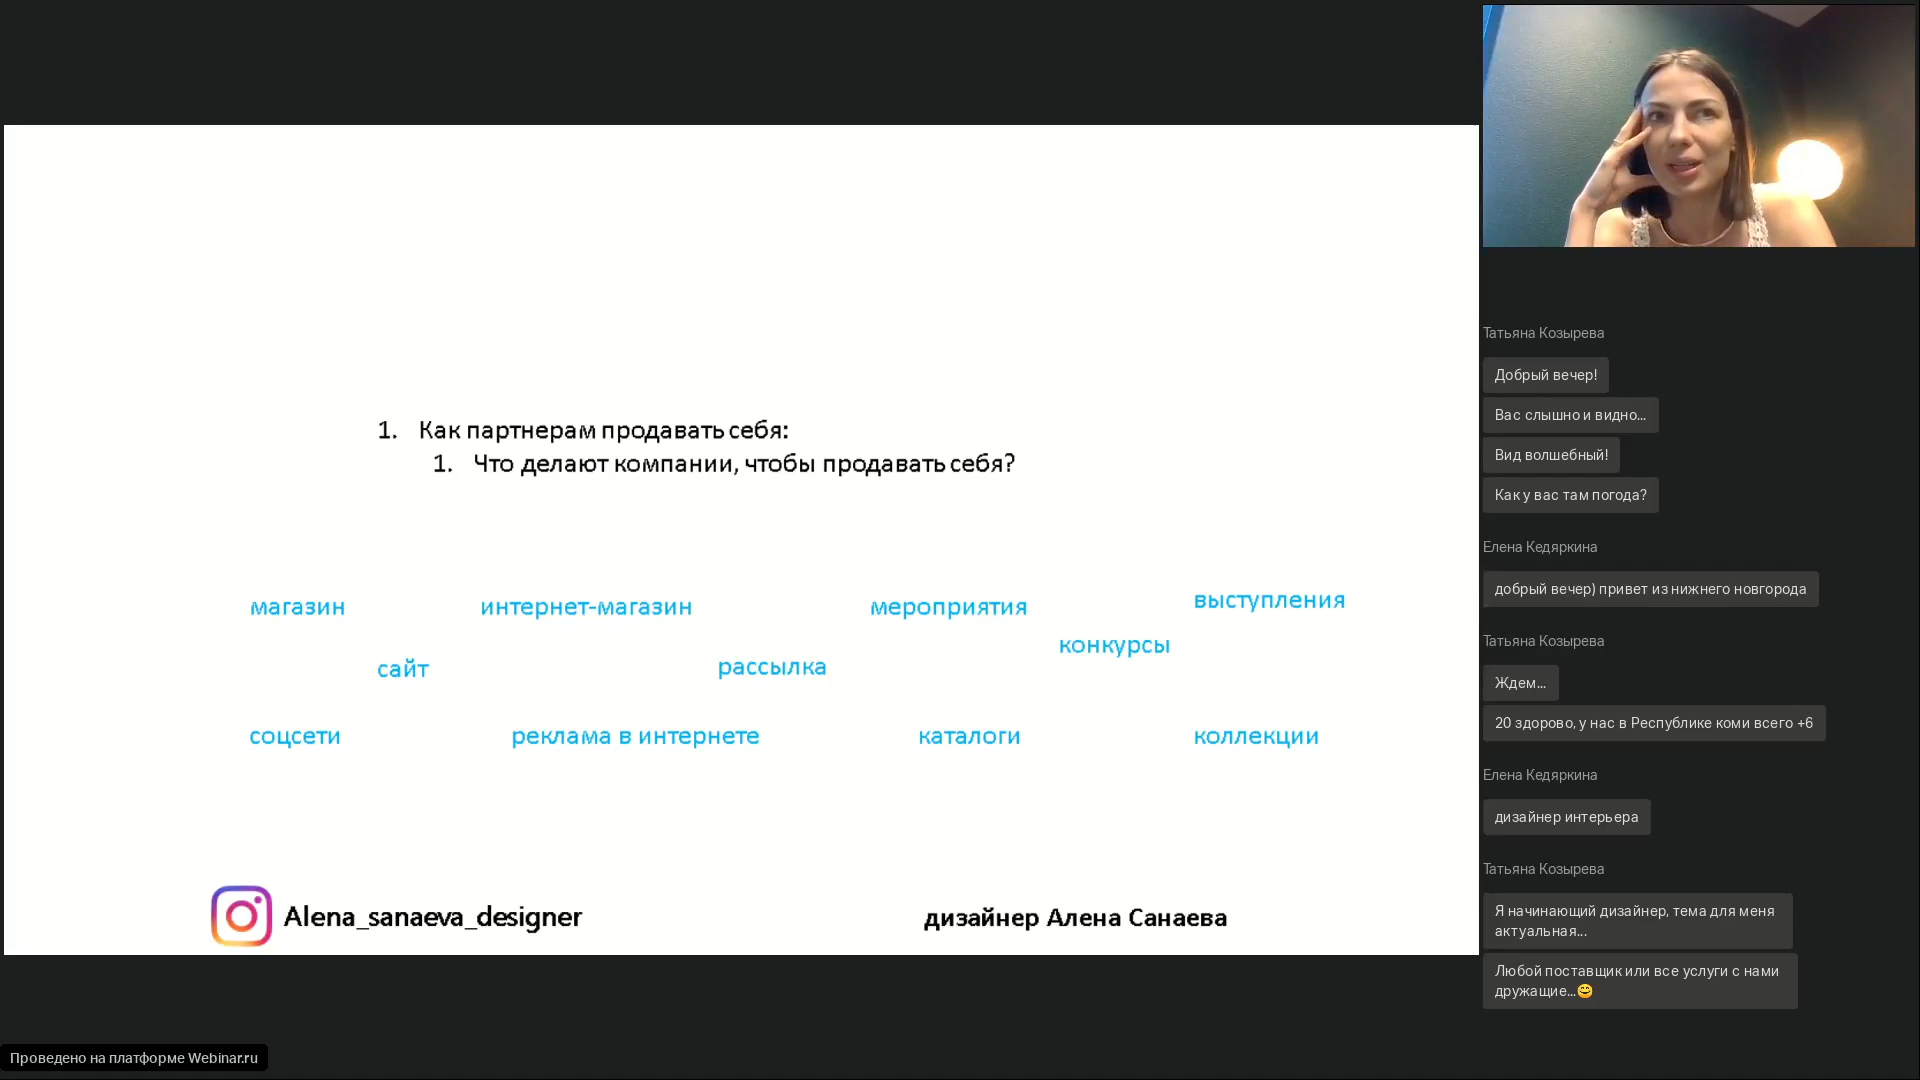 1. Как партнерам продавать себя:
1. Что делают компании, чтобы продавать себя?
магазин
интернет-магазин
мероприятия
выступления
конкурсы
сайт
рассылка
соцсети
реклама в интернете
каталоги
коллекции
Alena_sanaeva_designer
дизайнер Алена Санаева
Татьяна Козырева
Добрый вечер!
Вас слышно и видно...
Вид волшебный!
Как у вас там погода?
Елена Кедяркина
добрый вечер) привет из нижнего новгорода
Татьяна Козырева
Ждем...
20 здорово, у нас в Республике коми всего +6
Елена Кедяркина
дизайнер интерьера
Татьяна Козырева
Я начинающий дизайнер, тема для меня
актуальная...
Любой поставщик или все услуги с нами
дружащие...😊
Проведено на платформе Webinar.ru